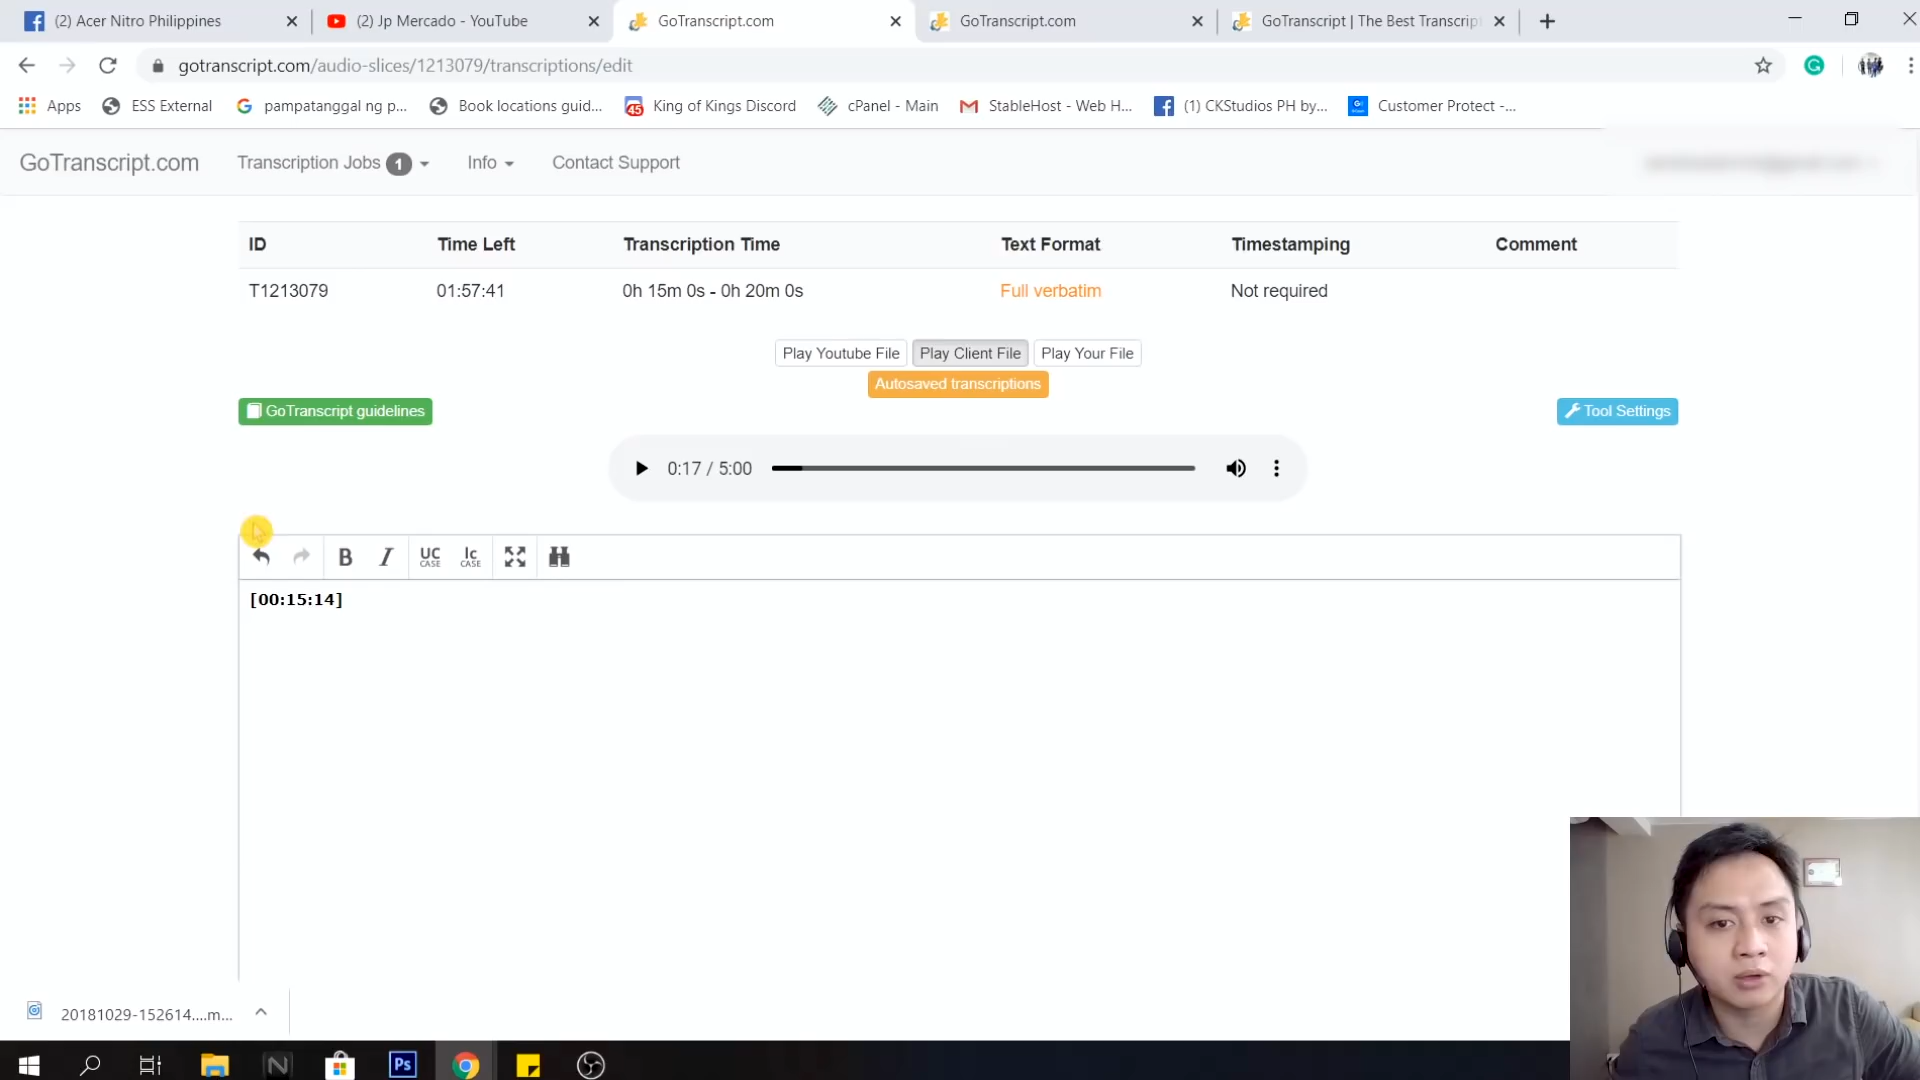 (2) Acer Nitro Philippines
(2) Jp Mercado - YouTube
GoTranscript.com
GoTranscript.com
GoTranscript | The Best Transcrip
gotranscript.com/audio-slices/1213079/transcriptions/edit
Apps
ESS External
pampatanggal ng p...
Book locations guid...
45
King of Kings Discord
cPanel - Main
StableHost - Web H...
(1) CKStudios PH by...
Customer Protect -...
GoTranscript.com
Transcription Jobs 1
Info
Contact Support
ID Time Left Transcription Time Text Format Timestamping Comment
T1213079 01:57:41 0h 15m 0s - 0h 20m 0s Full verbatim Not required
Play Youtube File Play Client File Play Your File
Autosaved transcriptions
GoTranscript guidelines
Tool Settings
0:17 / 5:00
B I UC CASE lc CASE
[00:15:14]
20181029-152614....m...
N
Ps